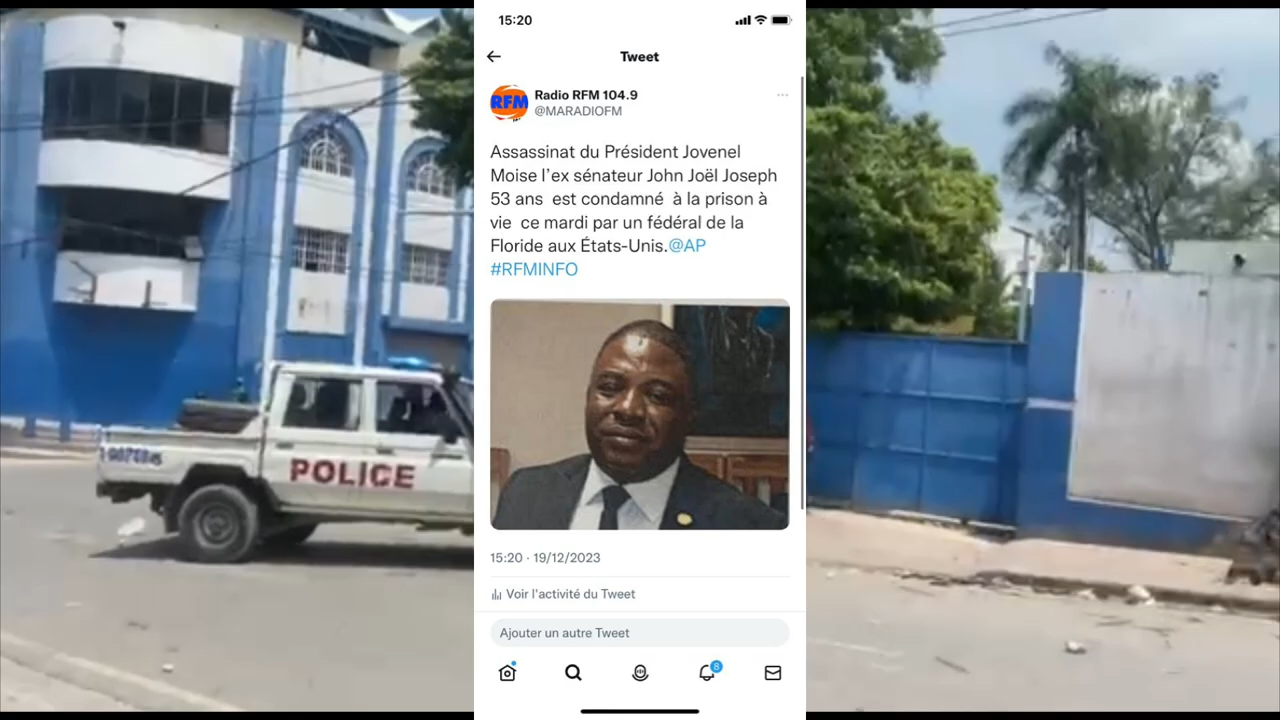 15:20
Tweet
RFM
Radio RFM 104.9
@MARADIOFM
Assassinat du Président Jovenel
Moise l'ex sénateur John Joël Joseph
53 ans est condamné à la prison à
vie ce mardi par un fédéral de la
Floride aux États-Unis.@AP
#RFMINFO
15:20 · 19/12/2023
Voir l'activité du Tweet
Ajouter un autre Tweet
8
POLICE